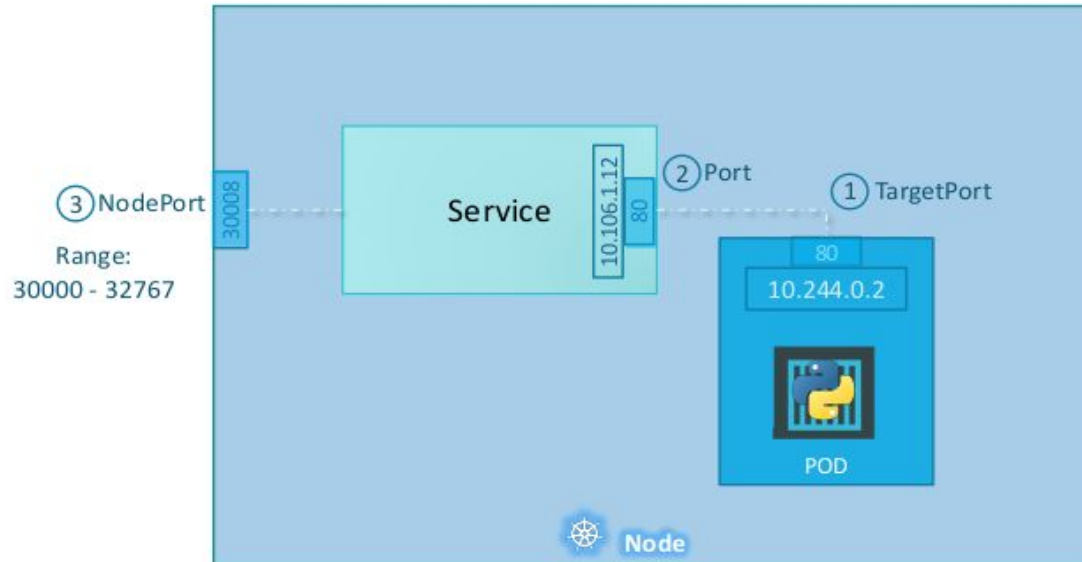 3 NodePort
Range:
30000 - 32767
30008
Service
10.106.1.12
80
2 Port
1 TargetPort
80
10.244.0.2
POD
Node